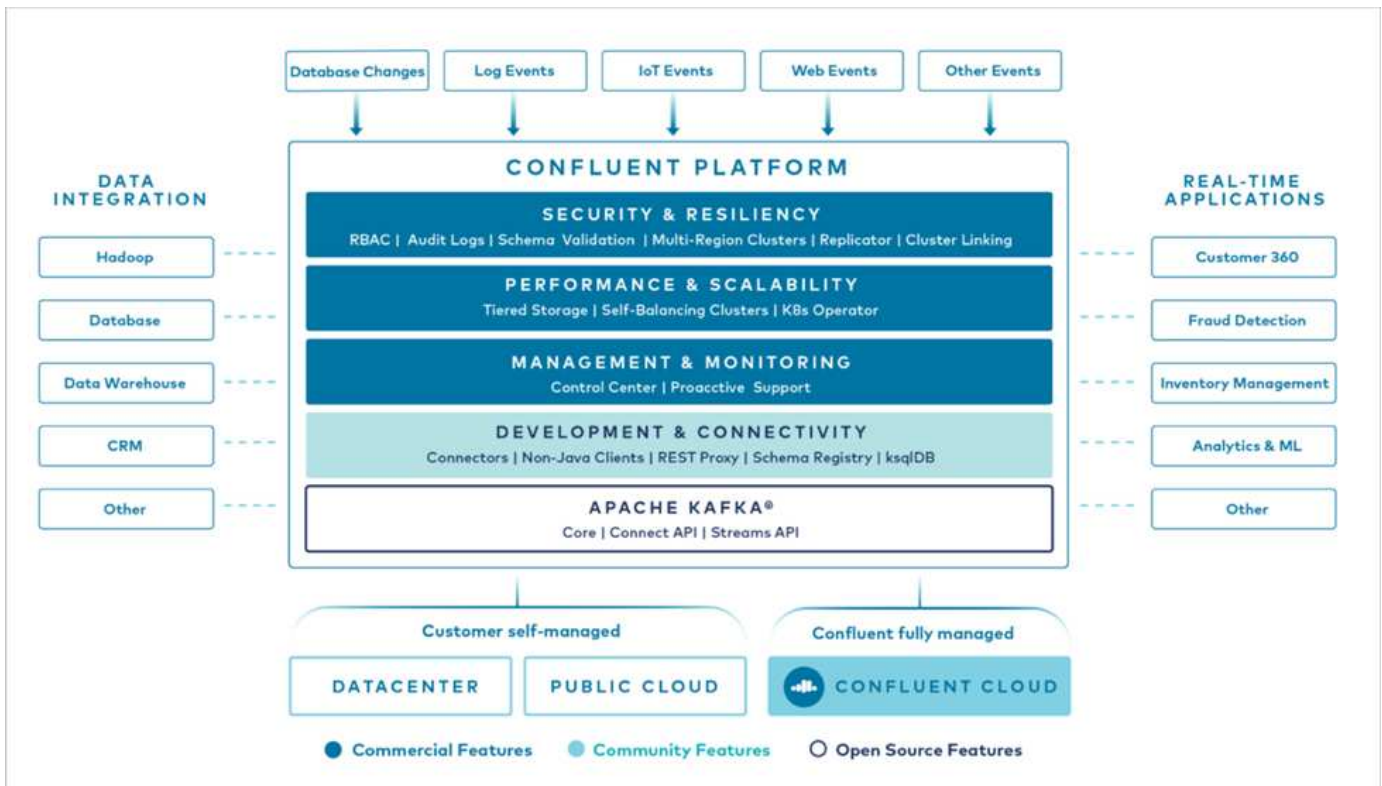 Database Changes
Log Events
IoT Events
Web Events
Other Events
CONFLUENT PLATFORM
DATA
INTEGRATION
Hadoop
Database
Data Warehouse
CRM
Other
SECURITY & RESILIENCY
RBAC | Audit Logs | Schema Validation | Multi-Region Clusters | Replicator | Cluster Linking
PERFORMANCE & SCALABILITY
Tiered Storage | Self-Balancing Clusters | K8s Operator
MANAGEMENT & MONITORING
Control Center | Proacctive Support
DEVELOPMENT & CONNECTIVITY
Connectors | Non-Java Clients | REST Proxy | Schema Registry | ksqlDB
APACHE KAFKA®
Core | Connect API | Streams API
REAL-TIME
APPLICATIONS
Customer 360
Fraud Detection
Inventory Management
Analytics & ML
Other
Customer self-managed
Confluent fully managed
DATACENTER
PUBLIC CLOUD
CONFLUENT CLOUD
Commercial Features
Community Features
Open Source Features